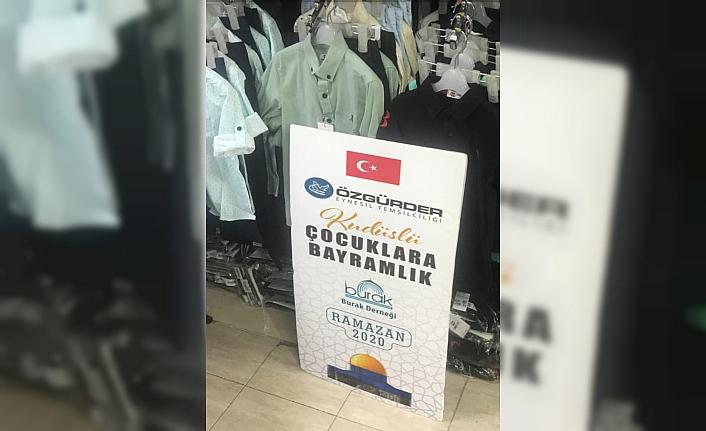 ÖZGÜRDER
EYNESİL TEMSİLCİLİĞİ
Kudüslü
ÇOCUKLARA
BAYRAMLIK
burak
Burak Derneği
RAMAZAN
2020